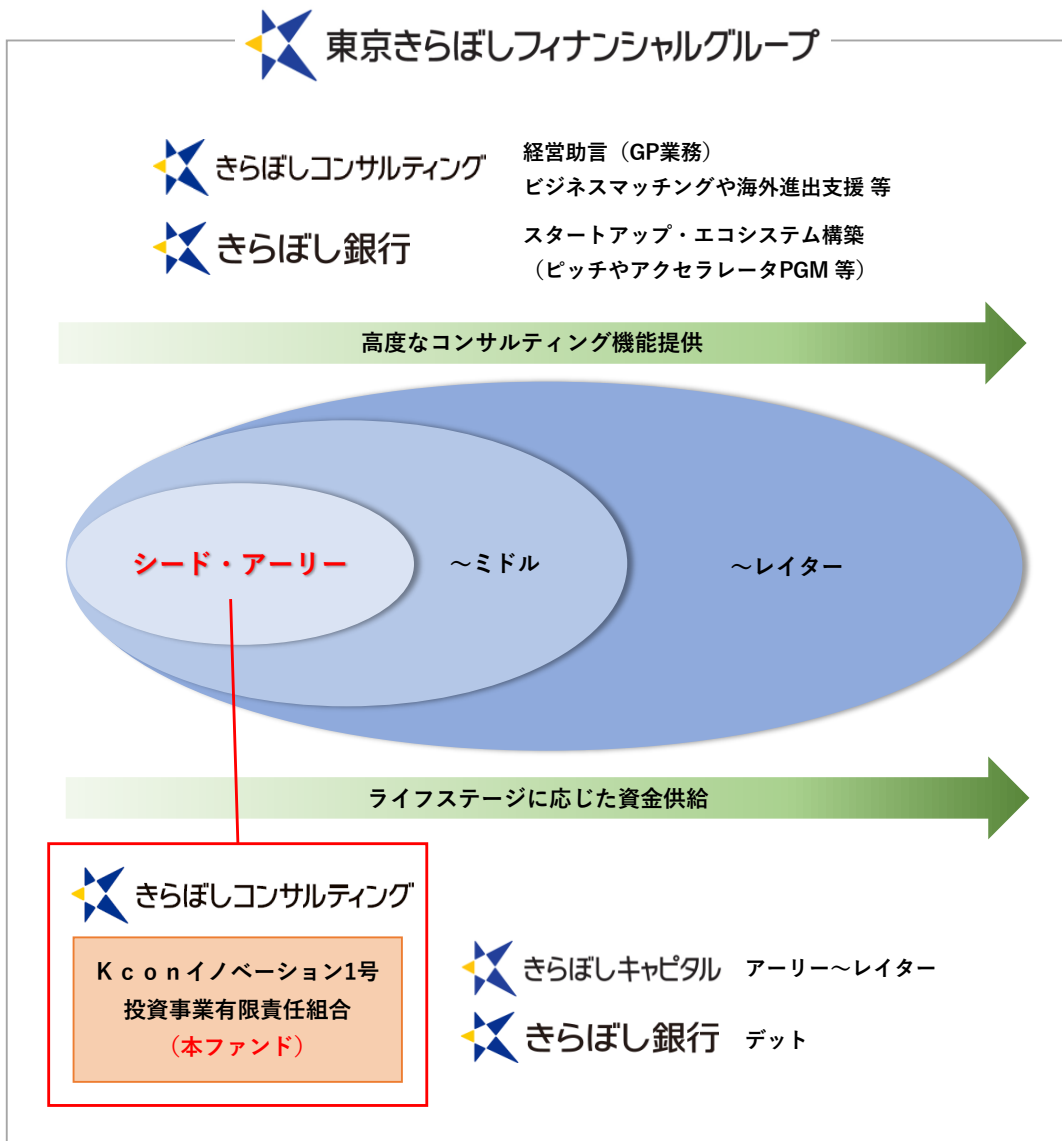 東京きらぼしフィナンシャルグループ
きらぼしコンサルティング
経営助言（GP業務）
ビジネスマッチングや海外進出支援 等
きらぼし銀行
スタートアップ・エコシステム構築
（ピッチやアクセラレータPGM 等）
高度なコンサルティング機能提供
シード・アーリー
～ミドル
～レイター
ライフステージに応じた資金供給
きらぼしコンサルティング
Ｋｃｏｎイノベーション1号
投資事業有限責任組合
（本ファンド）
きらぼしキャピタル
アーリー～レイター
きらぼし銀行
デット